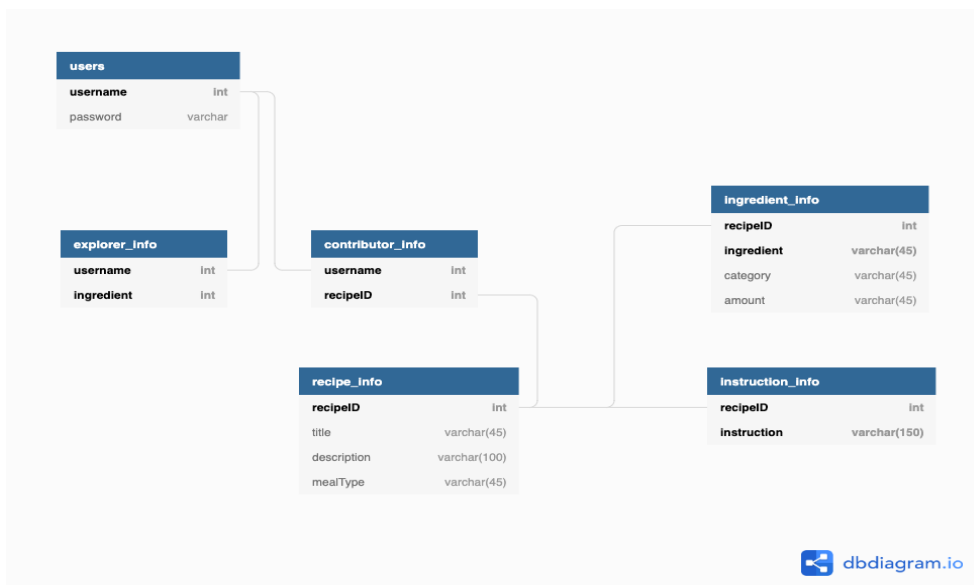 users
username int
password varchar
explorer_info
username int
ingredient int
contributor_info
username int
recipeID int
ingredient_info
recipeID int
ingredient varchar(45)
category varchar(45)
amount varchar(45)
recipe_info
recipeID int
title varchar(45)
description varchar(100)
mealType varchar(45)
instruction_info
recipeID int
instruction varchar(150)
dbdiagram.io